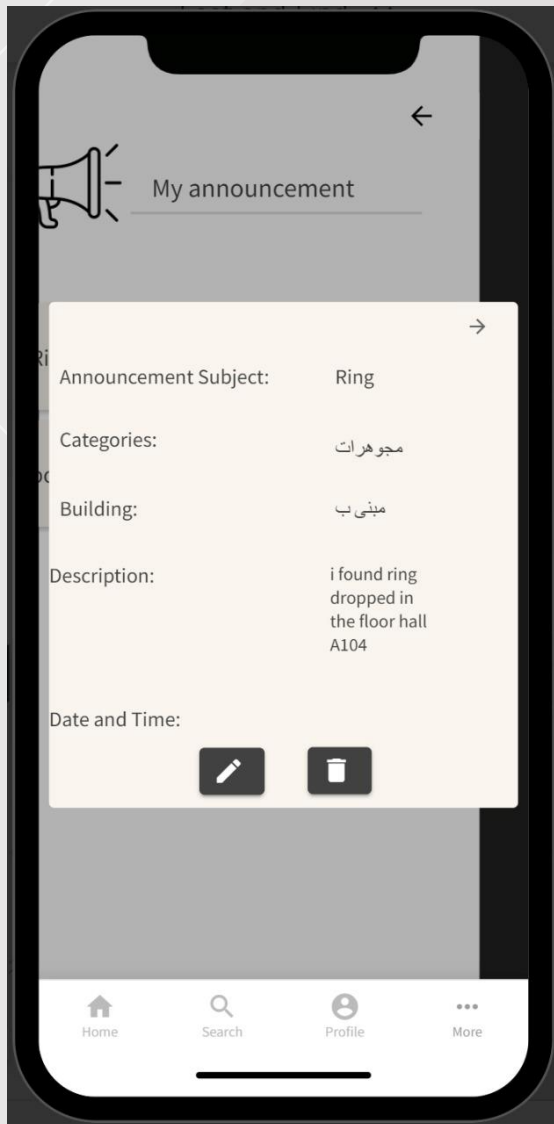 My announcement
Announcement Subject: Ring
Categories: مجوهرات
Building: مبنى ب
Description: i found ring
dropped in
the floor hall
A104
Date and Time:
Home Search Profile More